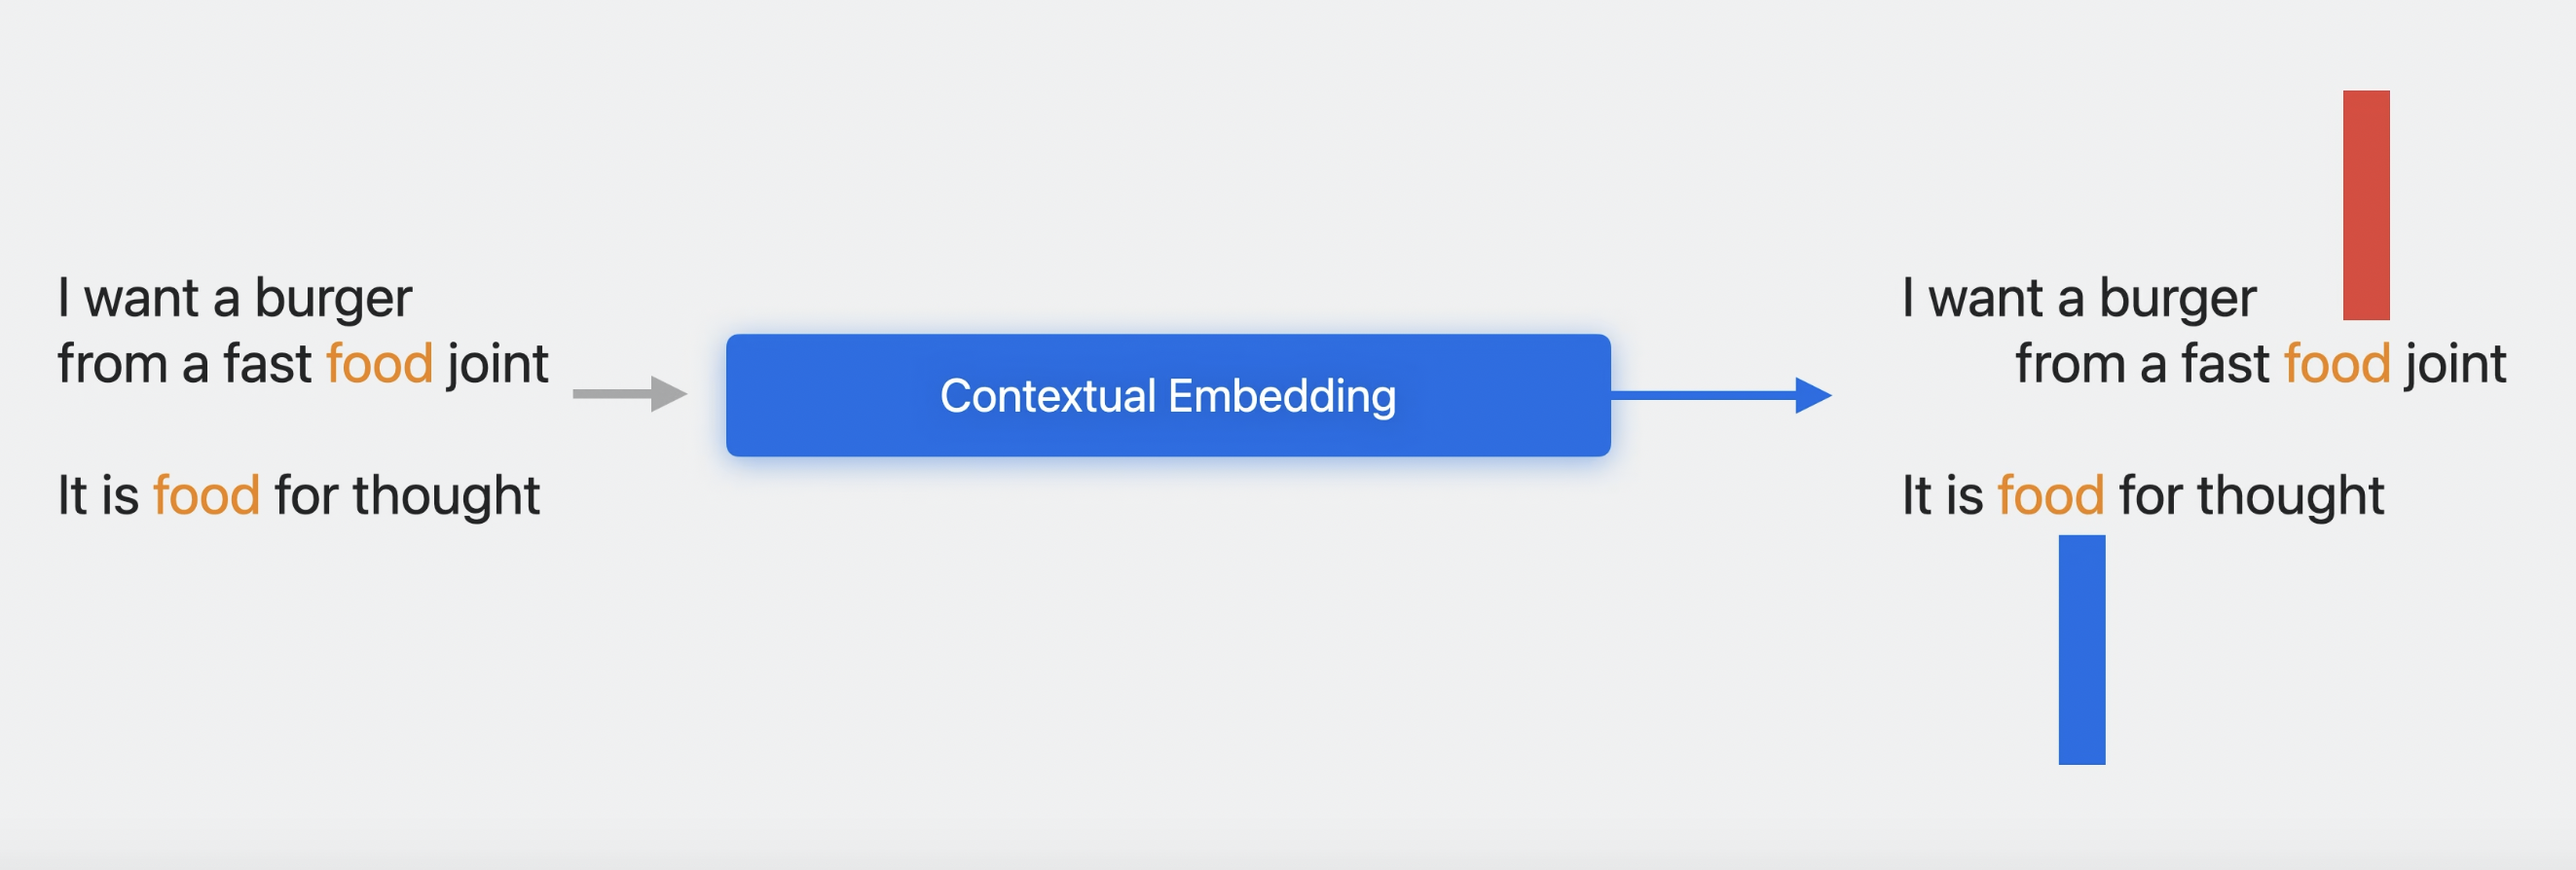 I want a burger
from a fast food joint
It is food for thought
Contextual Embedding
I want a burger
from a fast food joint
It is food for thought